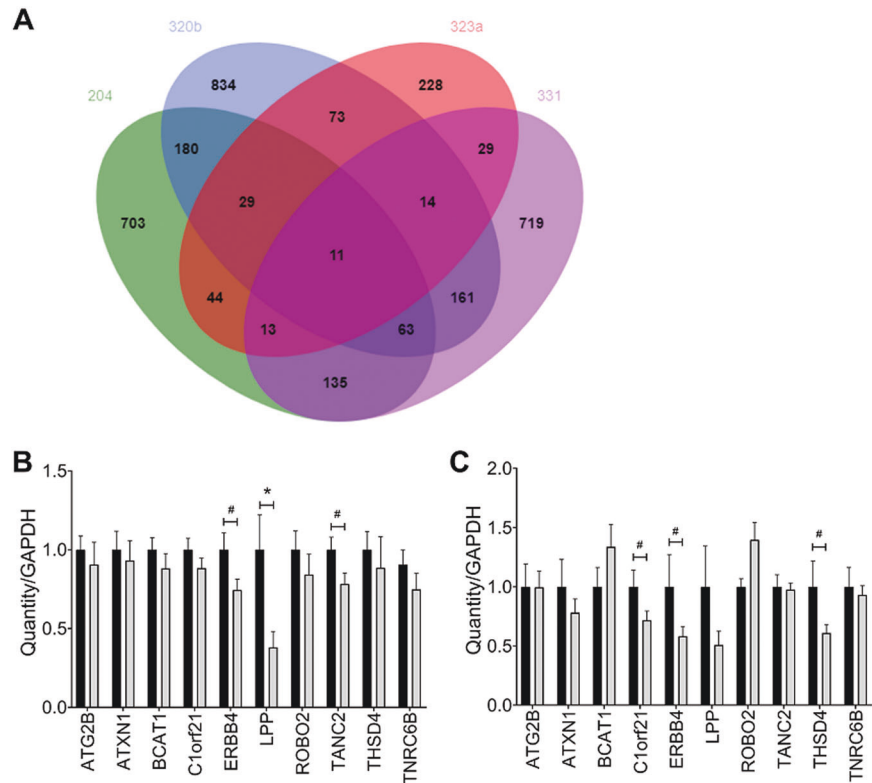 A
320b
323a
204
331
834
228
73
180
29
29
14
703
719
11
44
161
13
63
135
B
C
Quantity/GAPDH
1.5
1.0
0.5
0.0
#
*
#
ATG2B
ATXN1
BCAT1
C1orf21
ERBB4
LPP
ROBO2
TANC2
THSD4
TNRC6B
Quantity/GAPDH
2.0
1.5
1.0
0.5
0.0
#
#
#
ATG2B
ATXN1
BCAT1
C1orf21
ERBB4
LPP
ROBO2
TANC2
THSD4
TNRC6B